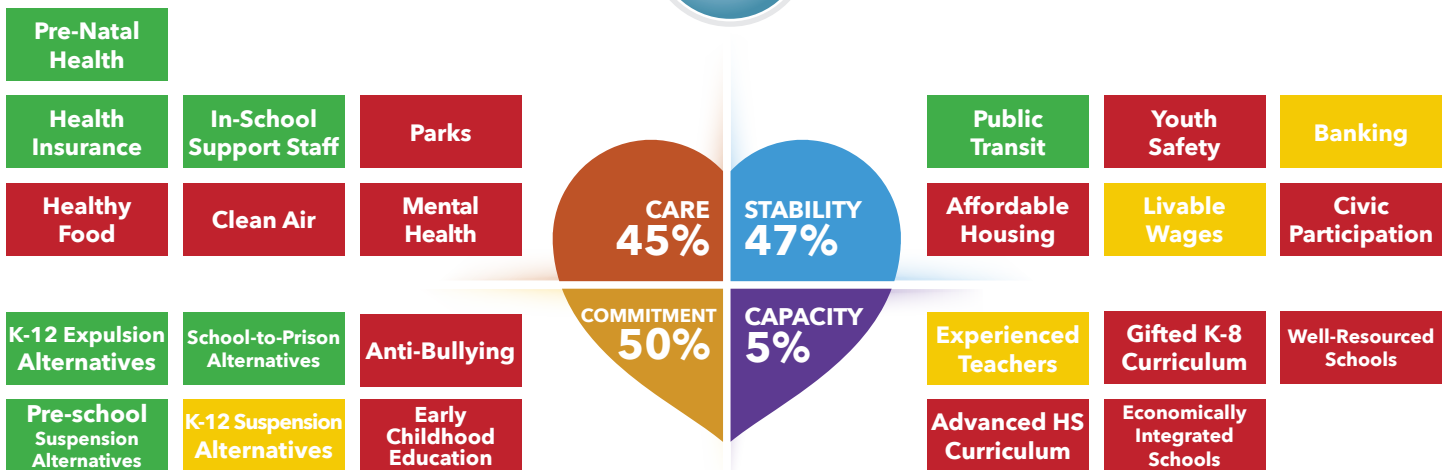 Pre-Natal
Health
Health
Insurance
In-School
Support Staff
Parks
Healthy
Food
Clean Air
Mental
Health
CARE
45%
STABILITY
47%
Public
Transit
Youth
Safety
Banking
Affordable
Housing
Livable
Wages
Civic
Participation
K-12 Expulsion
Alternatives
School-to-Prison
Alternatives
Anti-Bullying
Pre-school
Suspension
Alternatives
K-12 Suspension
Alternatives
Early
Childhood
Education
COMMITMENT
50%
CAPACITY
5%
Experienced
Teachers
Gifted K-8
Curriculum
Well-Resourced
Schools
Advanced HS
Curriculum
Economically
Integrated
Schools